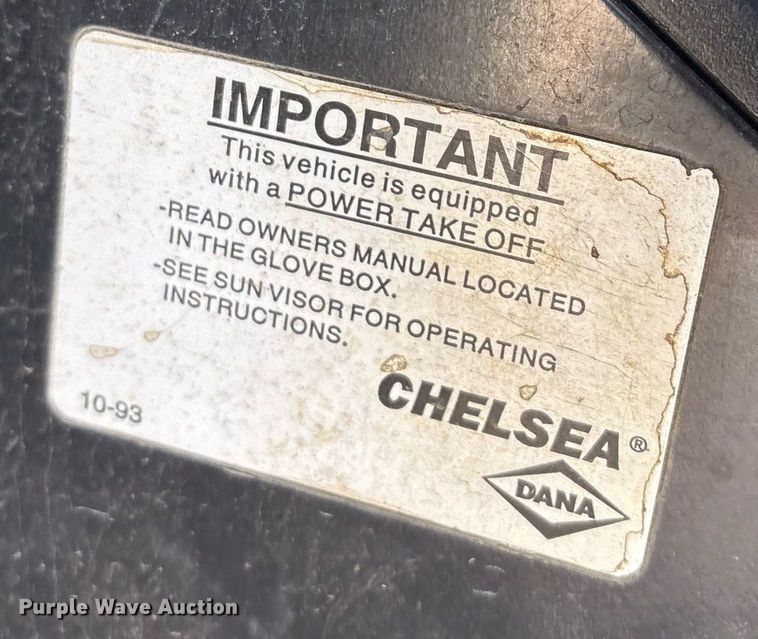 IMPORTANT
This vehicle is equipped
with a POWER TAKE OFF
-READ OWNERS MANUAL LOCATED
IN THE GLOVE BOX.
-SEE SUN VISOR FOR OPERATING
INSTRUCTIONS.
10-93
CHELSEA®
DANA
Purple Wave Auction